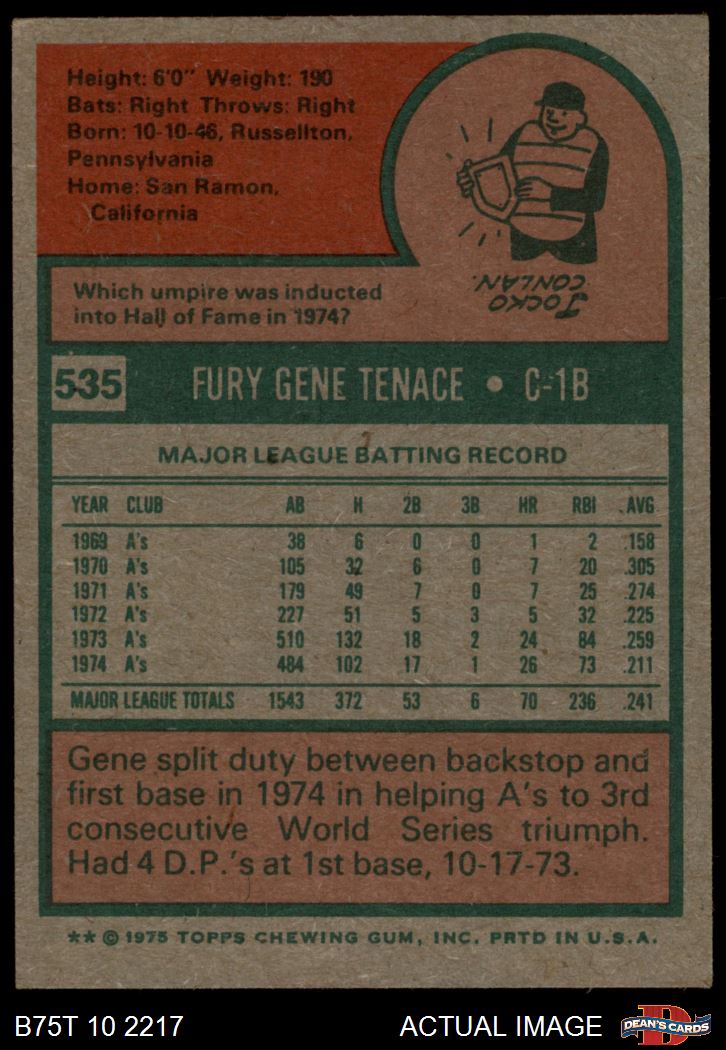 Height: 6'0" Weight: 190
Bats: Right Throws: Right
Born: 10-10-46, Russellton,
Pennsylvania
Home: San Ramon,
California
Which umpire was inducted
into Hall of Fame in 1974?
JOCKO
CONLAN.
535 FURY GENE TENACE • C-1B
MAJOR LEAGUE BATTING RECORD
YEAR CLUB AB H 2B 3B HR RBI AVG
1969 A's 38 6 0 0 1 2 .158
1970 A's 105 32 6 0 7 20 .305
1971 A's 179 49 7 0 7 25 .274
1972 A's 227 51 5 3 5 32 .225
1973 A's 510 132 18 2 24 84 .259
1974 A's 484 102 17 1 26 73 .211
MAJOR LEAGUE TOTALS 1543 372 53 6 70 236 .241
Gene split duty between backstop and
first base in 1974 in helping A's to 3rd
consecutive World Series triumph.
Had 4 D.P.'s at 1st base, 10-17-73.
** © 1975 TOPPS CHEWING GUM, INC. PRTD IN U.S.A.
B75T 10 2217 ACTUAL IMAGE
D
DEAN'S CARDS